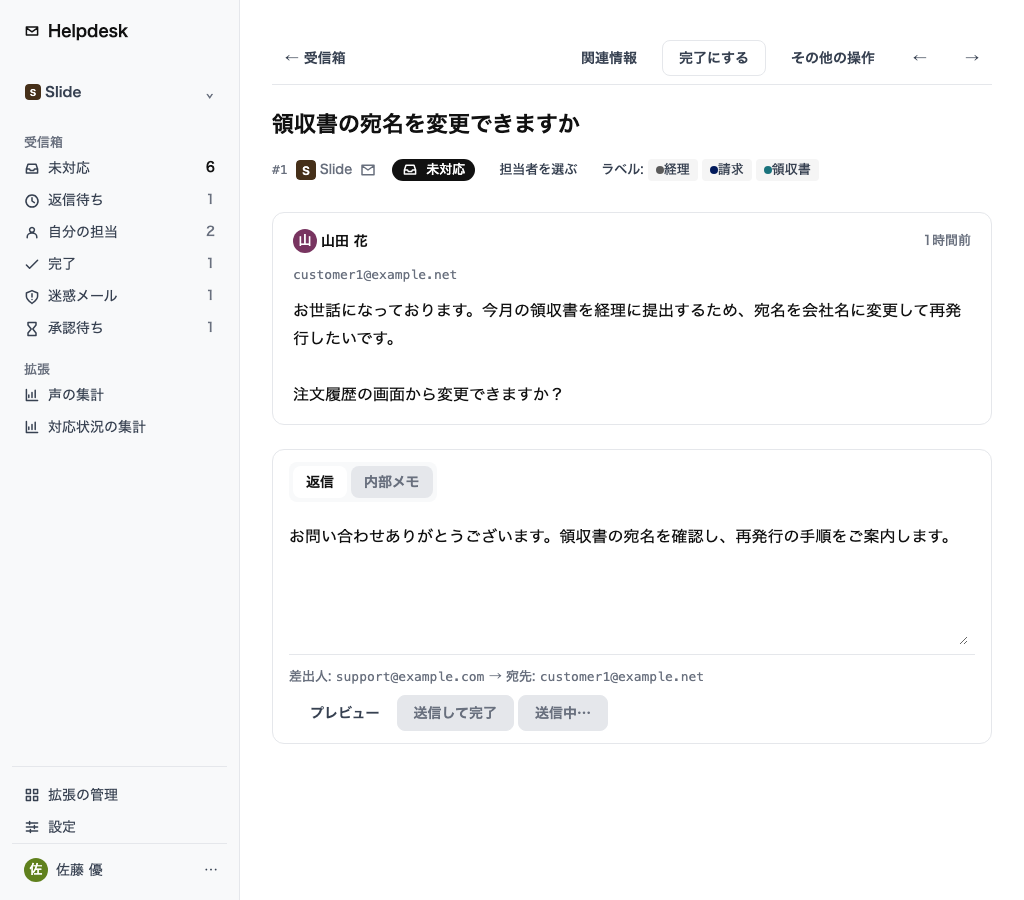 Helpdesk
S Slide
受信箱
未対応 6
返信待ち 1
自分の担当 2
完了 1
迷惑メール 1
承認待ち 1
拡張
声の集計
対応状況の集計
拡張の管理
設定
佐 佐藤 優 …
← 受信箱 関連情報 完了にする その他の操作 ← →
領収書の宛名を変更できますか
#1 S Slide 未対応 担当者を選ぶ ラベル: 経理 請求 領収書
山 山田 花 1時間前
customer1@example.net
お世話になっております。今月の領収書を経理に提出するため、宛名を会社名に変更して再発
行したいです。
注文履歴の画面から変更できますか？
返信 内部メモ
お問い合わせありがとうございます。領収書の宛名を確認し、再発行の手順をご案内します。
差出人: support@example.com → 宛先: customer1@example.net
プレビュー 送信して完了 送信中…